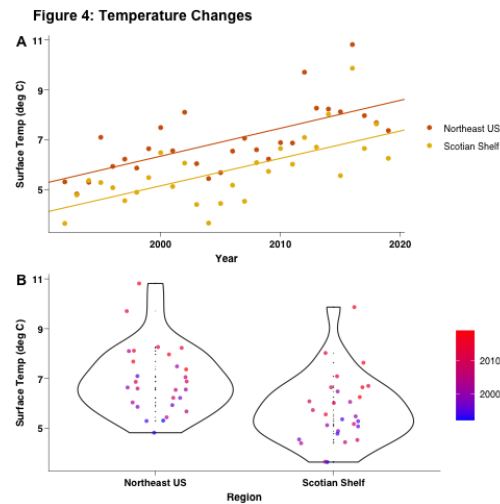 Figure 4: Temperature Changes
A
11
9
7
5
Surface Temp (deg C)
2000
2010
2020
Year
Northeast US
Scotian Shelf
B
11
9
7
5
Surface Temp (deg C)
Northeast US
Scotian Shelf
Region
2010
2000